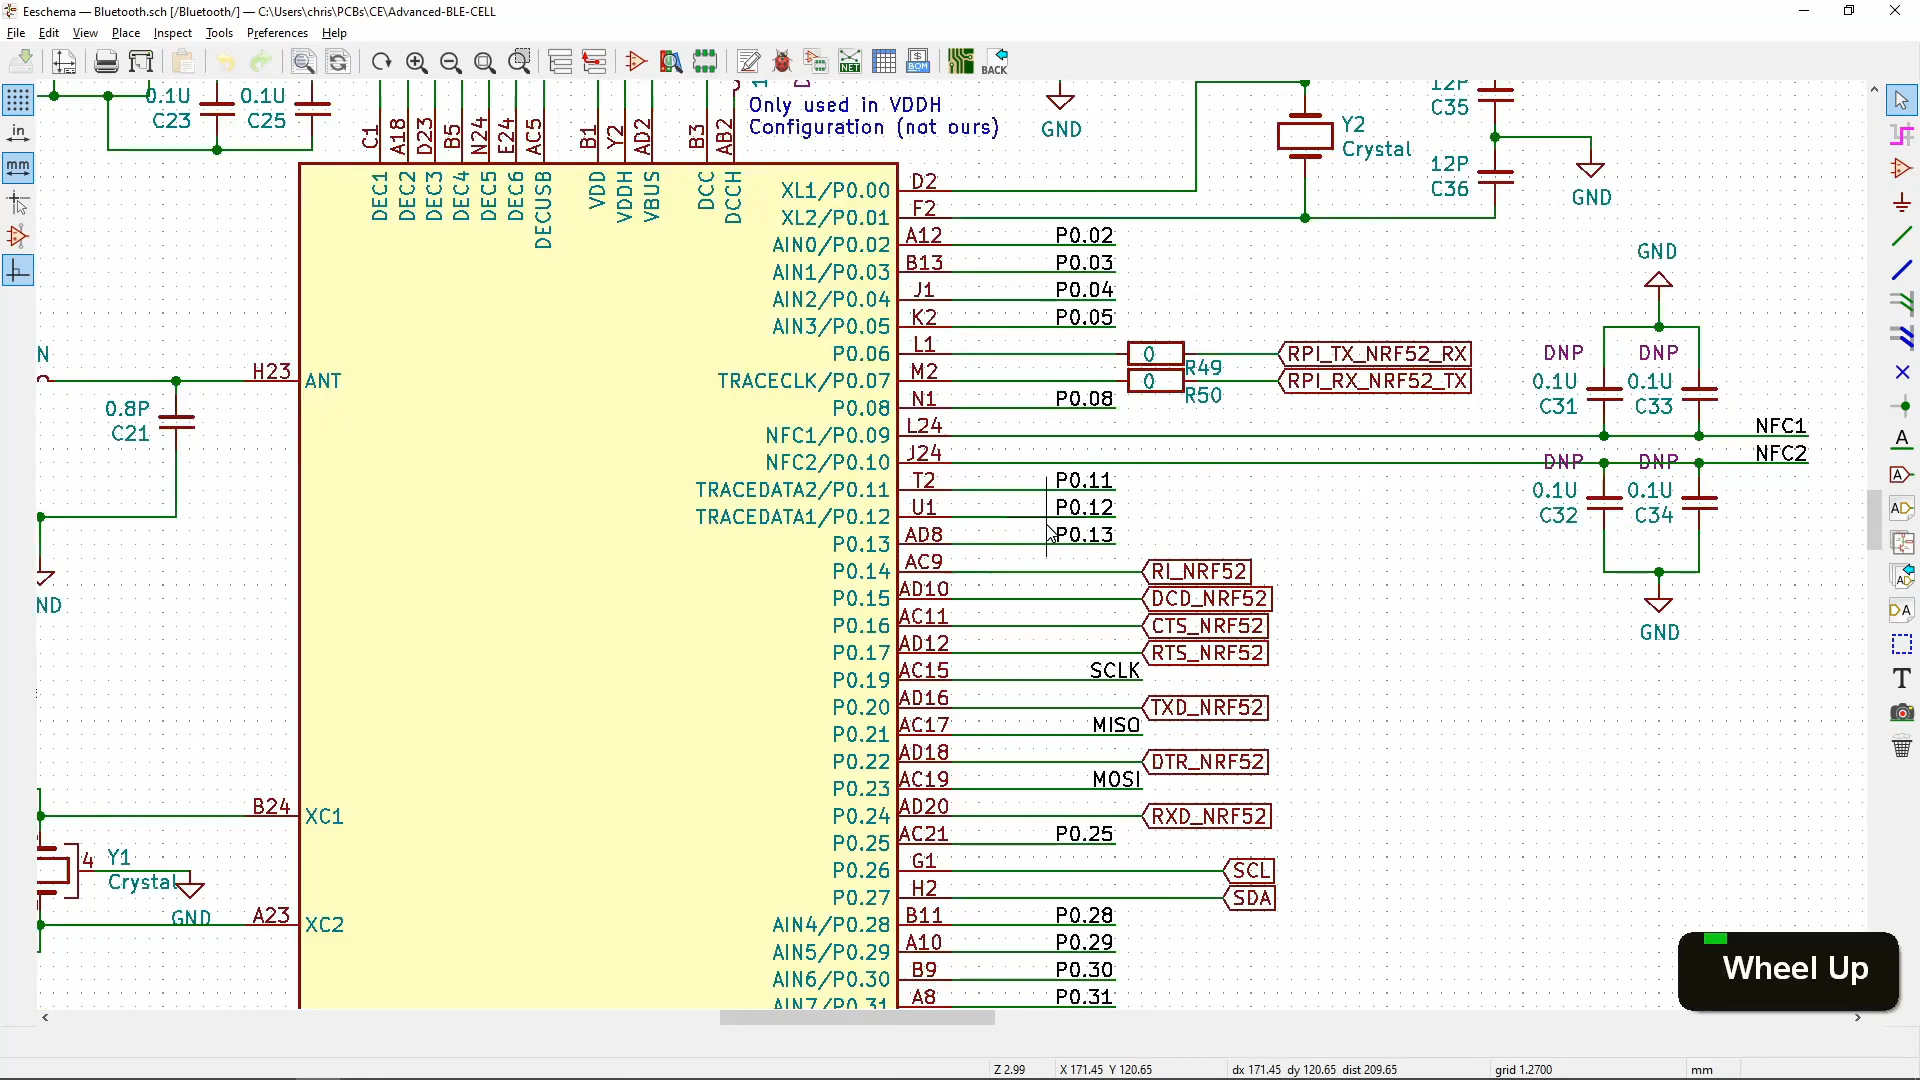 Eeschema — Bluetooth.sch [/Bluetooth/] — C:\Users\chris\PCBs\CE\Advanced-BLE-CELL
File Edit View Place Inspect Tools Preferences Help
NET
BOM
BACK
in
mm
0.1U
C23
0.1U
C25
C1
A18
D23
B5
N24
E24
AC5
B1
Y2
AD2
B3
AB2
Only used in VDDH
Configuration (not ours)
GND
Y2
Crystal
12P
C35
12P
C36
GND
DEC1
DEC2
DEC3
DEC4
DEC5
DEC6
DECUSB
VDD
VDDH
VBUS
DCC
DCCH
XL1/P0.00 D2
XL2/P0.01 F2
AIN0/P0.02 A12 P0.02
AIN1/P0.03 B13 P0.03
AIN2/P0.04 J1 P0.04
AIN3/P0.05 K2 P0.05
P0.06 L1 0 R49 RPI_TX_NRF52_RX
TRACECLK/P0.07 M2 0 R50 RPI_RX_NRF52_TX
P0.08 N1 P0.08
NFC1/P0.09 L24 NFC1
NFC2/P0.10 J24 NFC2
TRACEDATA2/P0.11 T2 P0.11
TRACEDATA1/P0.12 U1 P0.12
P0.13 AD8 P0.13
P0.14 AC9 RI_NRF52
P0.15 AD10 DCD_NRF52
P0.16 AC11 CTS_NRF52
P0.17 AD12 RTS_NRF52
P0.19 AC15 SCLK
P0.20 AD16 TXD_NRF52
P0.21 AC17 MISO
P0.22 AD18 DTR_NRF52
P0.23 AC19 MOSI
P0.24 AD20 RXD_NRF52
P0.25 AC21 P0.25
P0.26 G1 SCL
P0.27 H2 SDA
AIN4/P0.28 B11 P0.28
AIN5/P0.29 A10 P0.29
AIN6/P0.30 B9 P0.30
AIN7/P0.31 A8 P0.31
GND
DNP DNP
0.1U 0.1U
C31 C33
DNP DNP
0.1U 0.1U
C32 C34
GND
N
H23 ANT
0.8P
C21
ND
B24 XC1
4 Y1
Crystal
GND
A23 XC2
Wheel Up
Z 2.99 X 171.45 Y 120.65 dx 171.45 dy 120.65 dist 209.65 grid 1.2700 mm